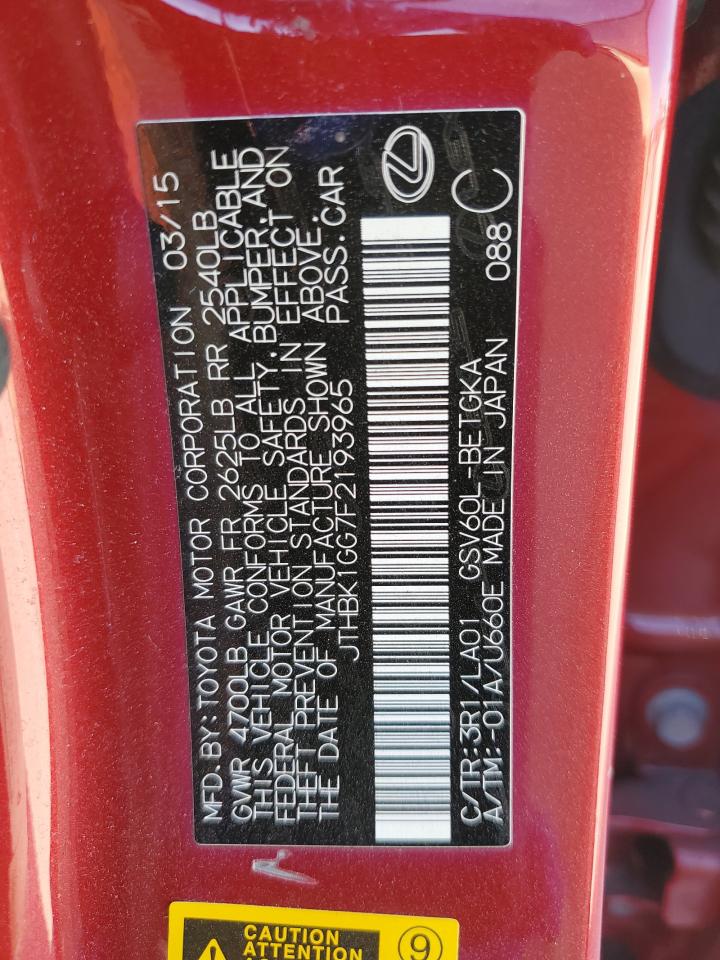 MFD.BY:TOYOTA MOTOR CORPORATION 03/15
GVWR 4700LB GAWR FR 2625LB RR 2540LB
THIS VEHICLE CONFORMS TO ALL APPLICABLE
FEDERAL MOTOR VEHICLE SAFETY,BUMPER,AND
THEFT PREVENTION STANDARDS IN EFFECT ON
THE DATE OF MANUFACTURE SHOWN ABOVE.
JTHBK1GG7F2193965 PASS.CAR
C/TR:3R1/LA01 GSV60L-BETGKA 088 C
A/TM:-01A/U660E MADE IN JAPAN
CAUTION
ATTENTION
9